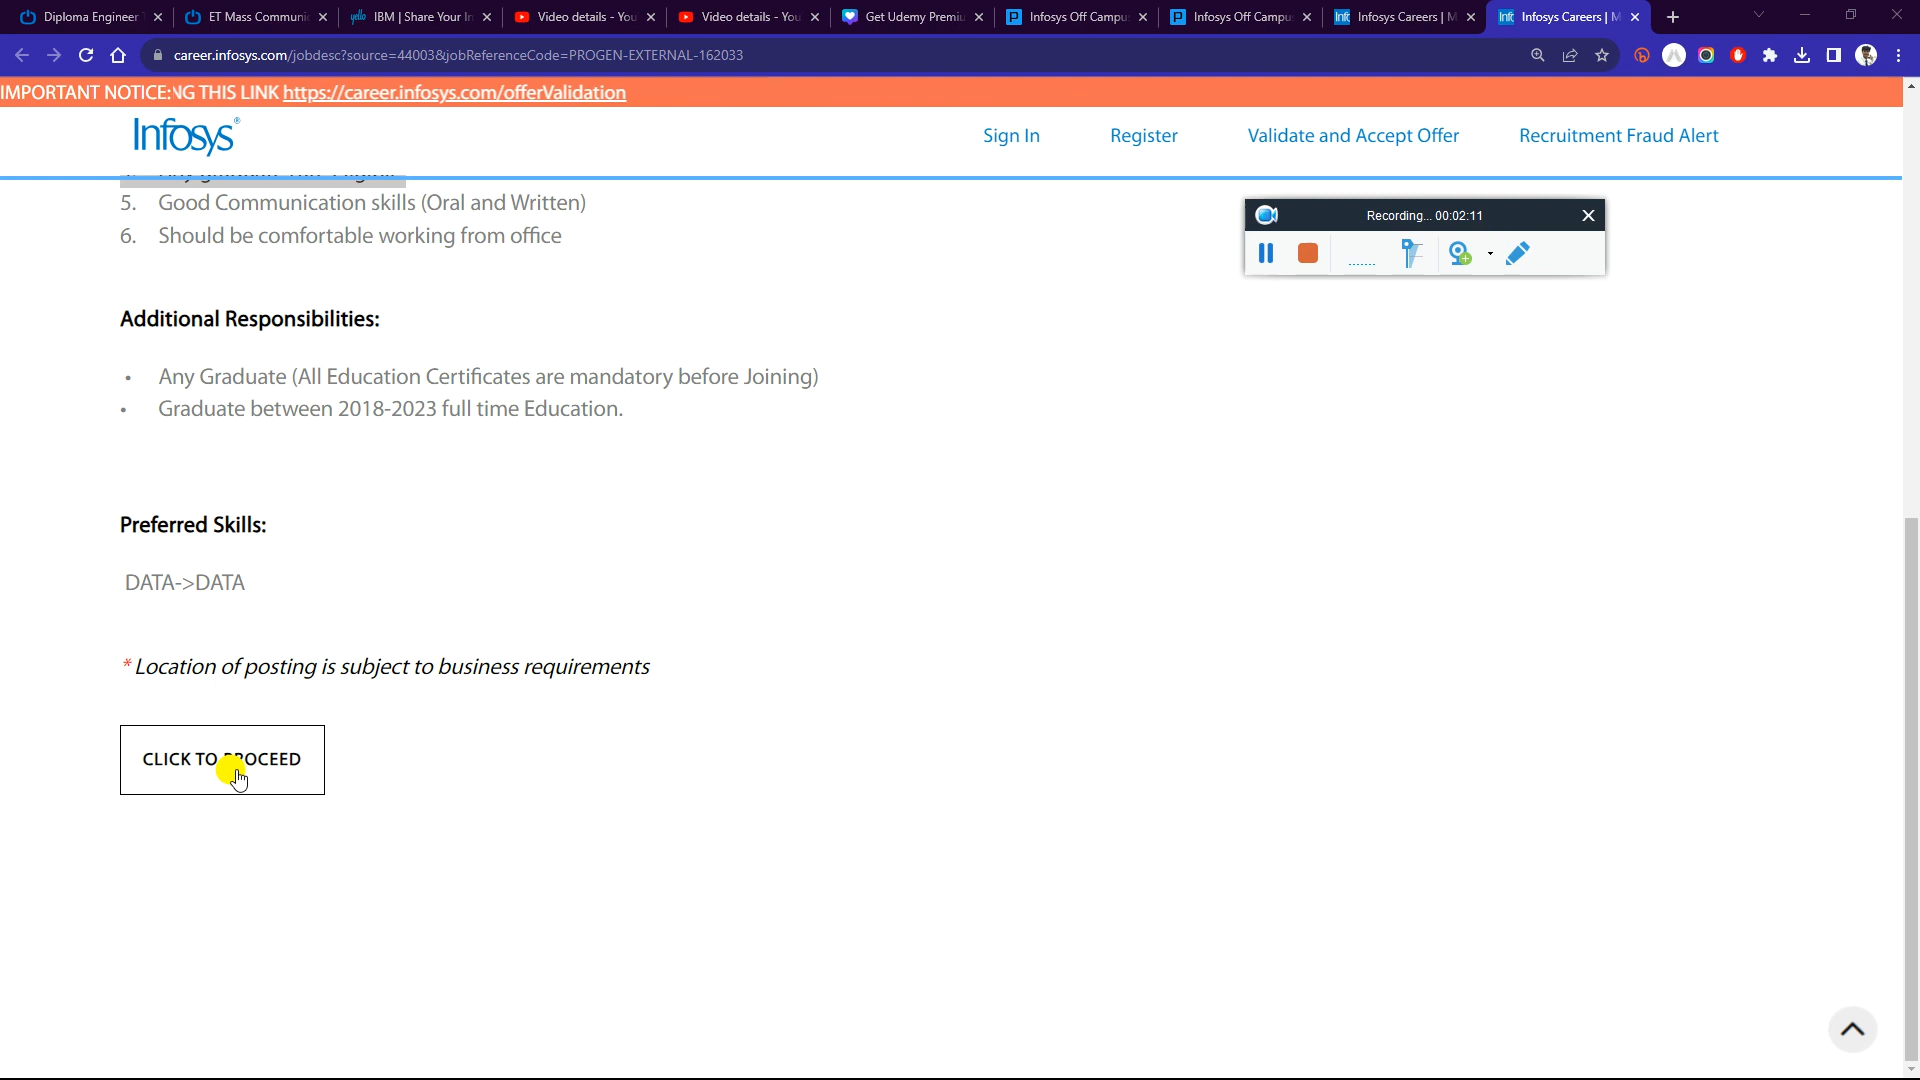 Diploma Engineer
ET Mass Communi
yello IBM | Share Your In
Video details - You
Video details - You
Get Udemy Premiu
Infosys Off Campu
Infosys Off Campu
Infosys Careers | M
Infosys Careers | M
career.infosys.com/jobdesc?source=44003&jobReferenceCode=PROGEN-EXTERNAL-162033
IMPORTANT NOTICE:NG THIS LINK https://career.infosys.com/offerValidation
Infosys®
Sign In
Register
Validate and Accept Offer
Recruitment Fraud Alert
5. Good Communication skills (Oral and Written)
6. Should be comfortable working from office
Recording... 00:02:11
Additional Responsibilities:
• Any Graduate (All Education Certificates are mandatory before Joining)
• Graduate between 2018-2023 full time Education.
Preferred Skills:
DATA->DATA
* Location of posting is subject to business requirements
CLICK TO PROCEED